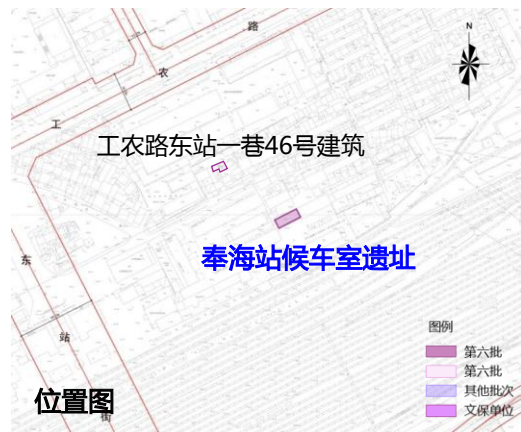 N
路
农
工
工农路东站一巷46号建筑
奉海站候车室遗址
东
站
街
图例
第六批
第六批
其他批次
文保单位
位置图